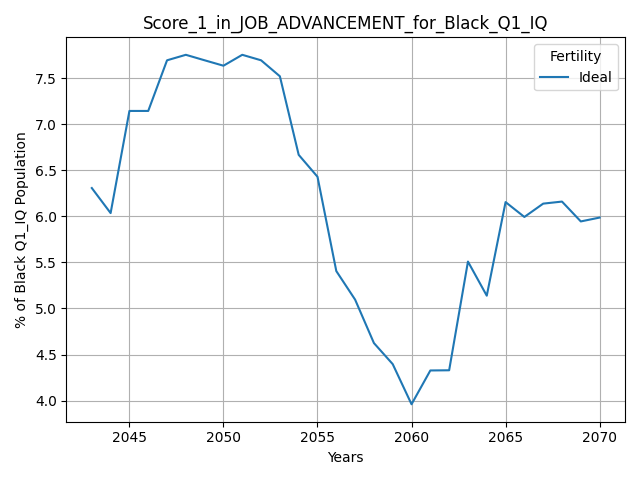 Score_1_in_JOB_ADVANCEMENT_for_Black_Q1_IQ
Fertility
Ideal
% of Black Q1_IQ Population
7.5
7.0
6.5
6.0
5.5
5.0
4.5
4.0
2045 2050 2055 2060 2065 2070
Years